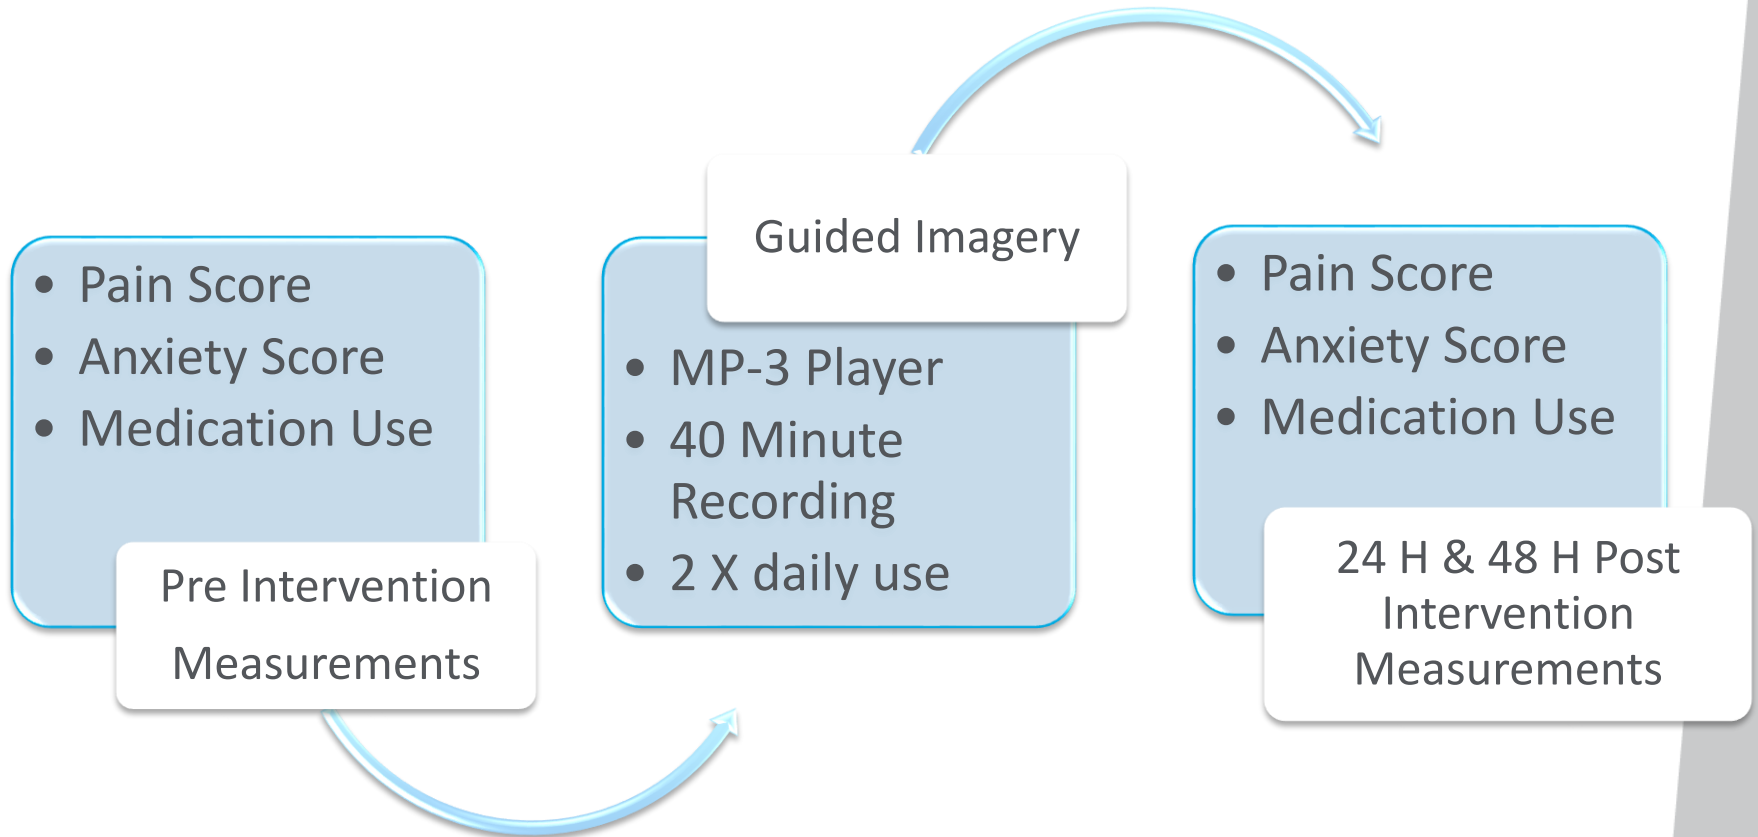 • Pain Score
• Anxiety Score
• Medication Use
Pre Intervention
Measurements
Guided Imagery
• MP-3 Player
• 40 Minute
Recording
• 2 X daily use
• Pain Score
• Anxiety Score
• Medication Use
24 H & 48 H Post
Intervention
Measurements